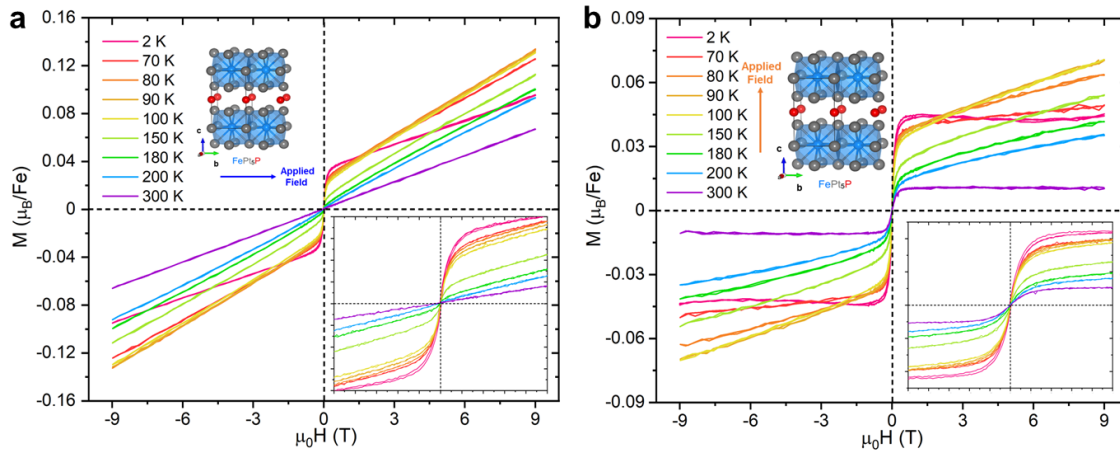 a
M (μB/Fe)
0.16
0.12
0.08
0.04
0
-0.04
-0.08
-0.12
-0.16
2 K
70 K
80 K
90 K
100 K
150 K
180 K
200 K
300 K
c
b
FePt5P
Applied
Field
-9
-6
-3
0
3
6
9
μ0H (T)
b
M (μB/Fe)
0.09
0.06
0.03
0
-0.03
-0.06
-0.09
2 K
70 K
80 K
90 K
100 K
150 K
180 K
200 K
300 K
Applied
Field
c
b
FePt5P
-9
-6
-3
0
3
6
9
μ0H (T)